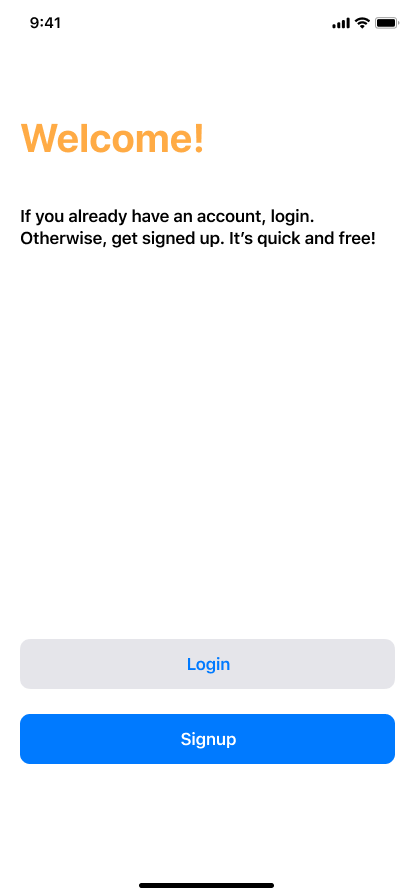 9:41
Welcome!
If you already have an account, login.
Otherwise, get signed up. It’s quick and free!
Login
Signup